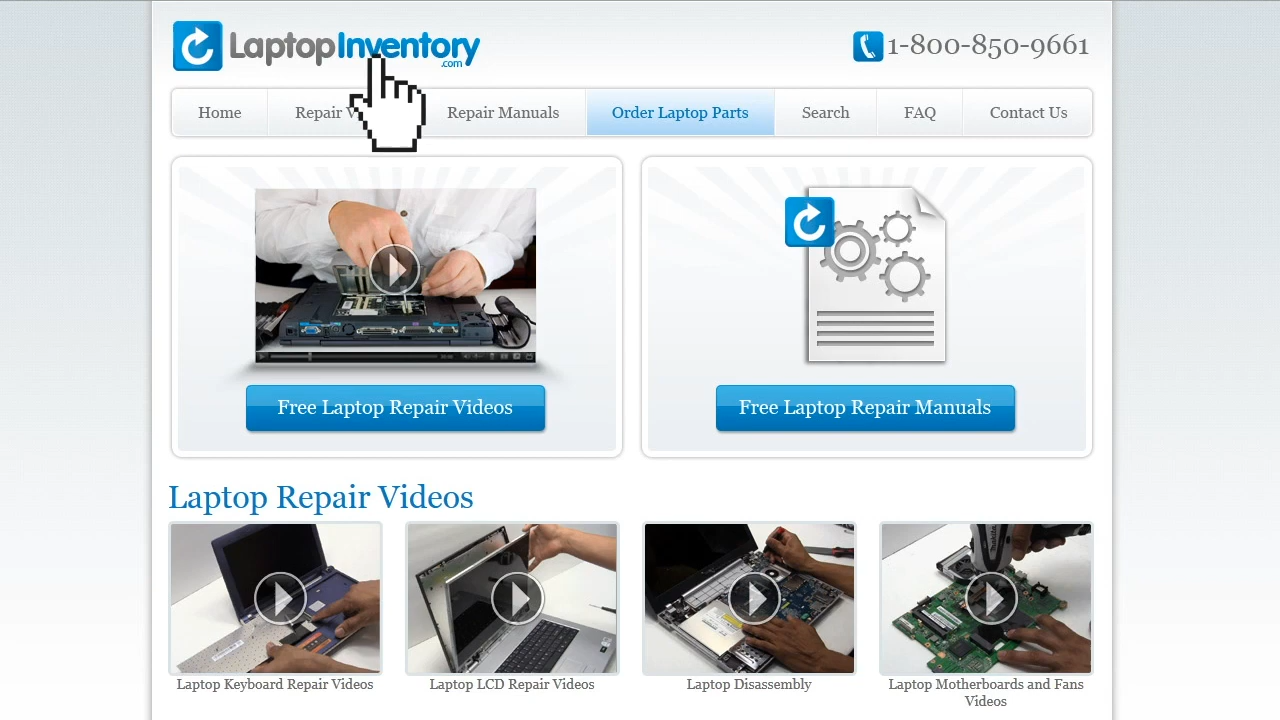 LaptopInventory
.com
1-800-850-9661
Home
Repair V
Repair Manuals
Order Laptop Parts
Search
FAQ
Contact Us
Free Laptop Repair Videos
Free Laptop Repair Manuals
Laptop Repair Videos
Laptop Keyboard Repair Videos
Laptop LCD Repair Videos
Laptop Disassembly
Laptop Motherboards and Fans
Videos